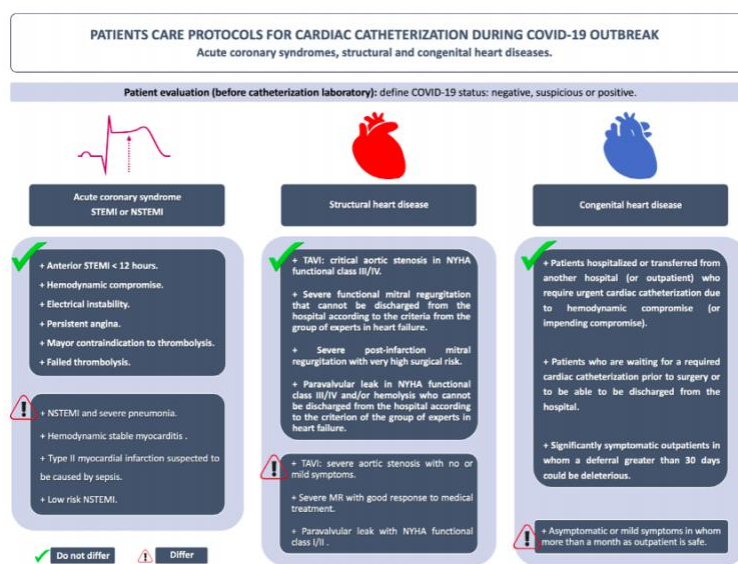 PATIENTS CARE PROTOCOLS FOR CARDIAC CATHETERIZATION DURING COVID-19 OUTBREAK
Acute coronary syndromes, structural and congenital heart diseases.
Patient evaluation (before catheterization laboratory): define COVID-19 status: negative, suspicious or positive.
Acute coronary syndrome
STEMI or NSTEMI
+ Anterior STEMI < 12 hours.
+ Hemodynamic compromise.
+ Electrical instability.
+ Persistent angina.
+ Mayor contraindication to thrombolysis.
+ Failed thrombolysis.
+ NSTEMI and severe pneumonia.
+ Hemodynamic stable myocarditis .
+ Type II myocardial infarction suspected to
be caused by sepsis.
+ Low risk NSTEMI.
Structural heart disease
+ TAVI: critical aortic stenosis in NYHA
functional class III/IV.
+ Severe functional mitral regurgitation
that cannot be discharged from the
hospital according to the criteria from the
group of experts in heart failure.
+ Severe post-infarction mitral
regurgitation with very high surgical risk.
+ Paravalvular leak in NYHA functional
class III/IV and/or hemolysis who cannot
be discharged from the hospital according
to the criterion of the group of experts in
heart failure.
+ TAVI: severe aortic stenosis with no or
mild symptoms.
+ Severe MR with good response to medical
treatment.
+ Paravalvular leak with NYHA functional
class I/II .
Congenital heart disease
+ Patients hospitalized or transferred from
another hospital (or outpatient) who
require urgent cardiac catheterization due
to hemodynamic compromise (or
impending compromise).
+ Patients who are waiting for a required
cardiac catheterization prior to surgery or
to be able to be discharged from the
hospital.
+ Significantly symptomatic outpatients in
whom a deferral greater than 30 days
could be deleterious.
+ Asymptomatic or mild symptoms in whom
more than a month as outpatient is safe.
Do not differ
Differ